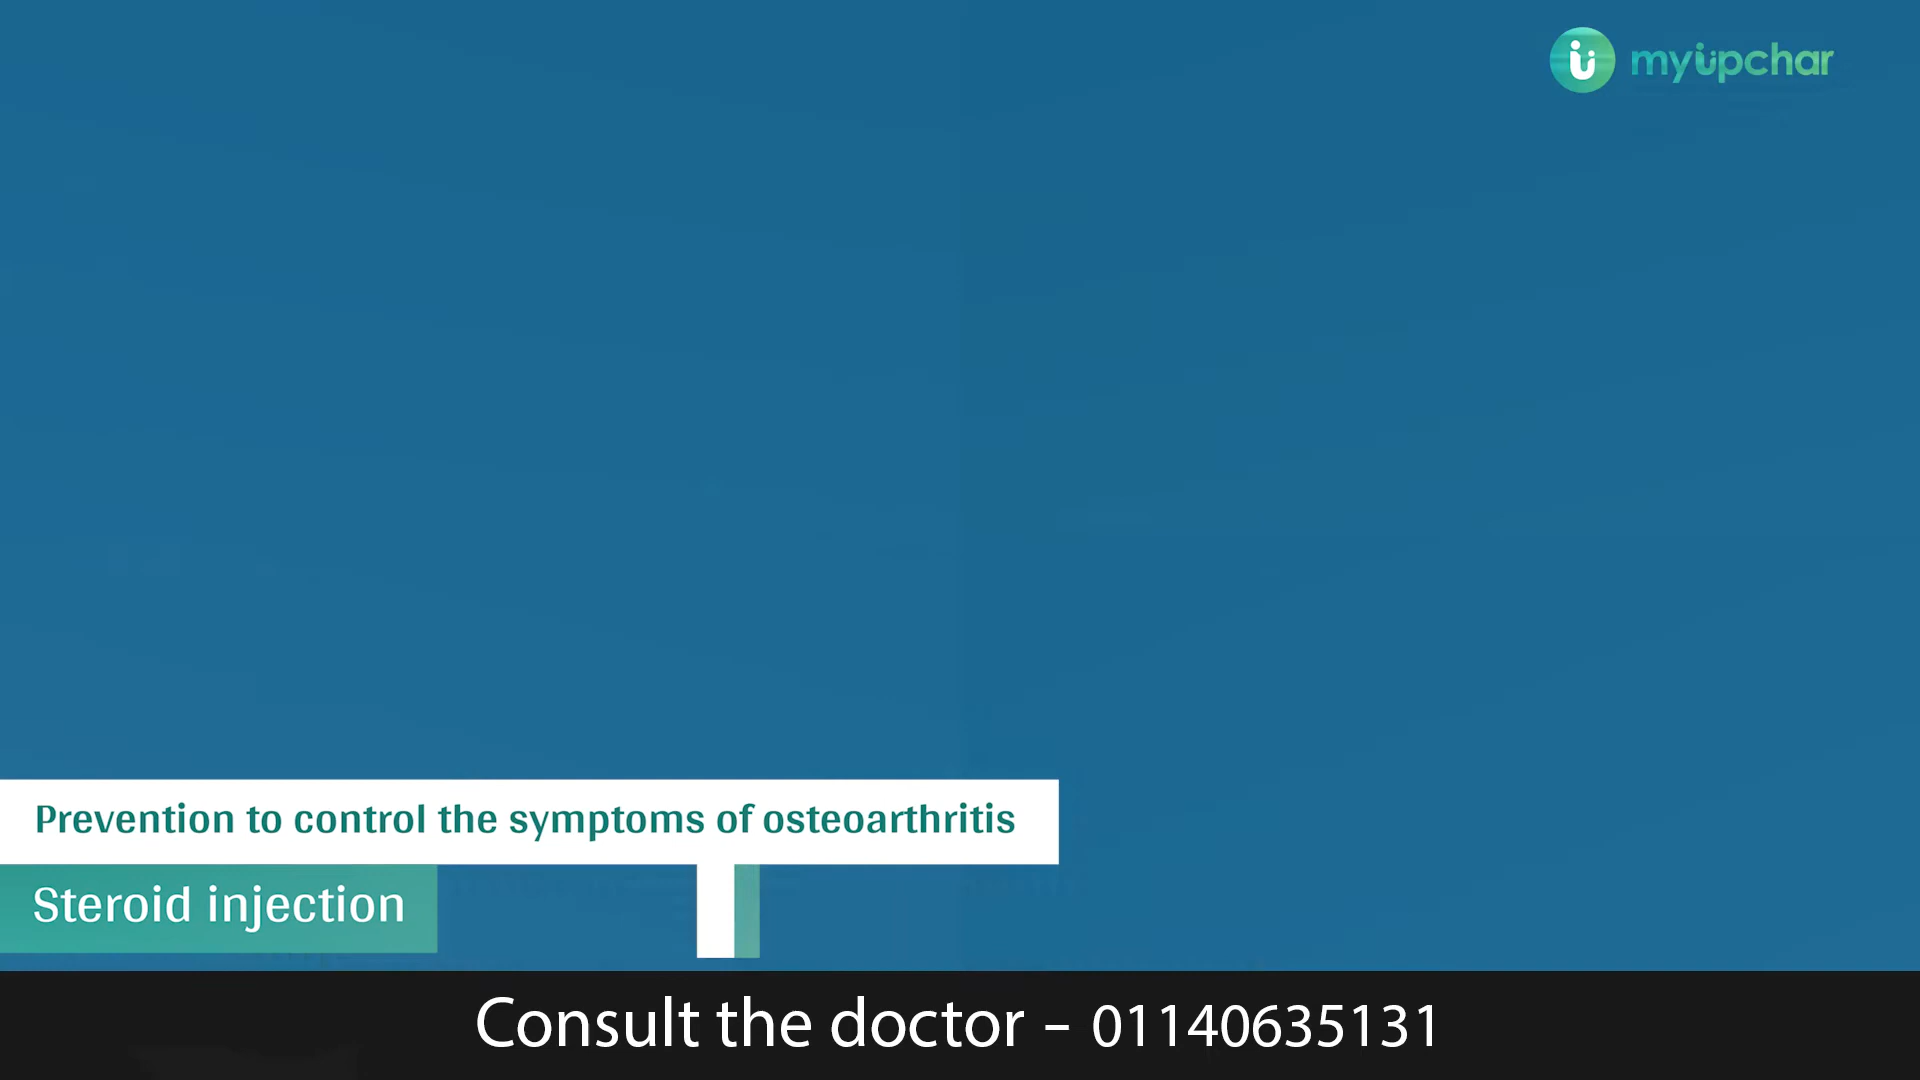 myupchar
Prevention to control the symptoms of osteoarthritis
Steroid injection
Consult the doctor – 01140635131